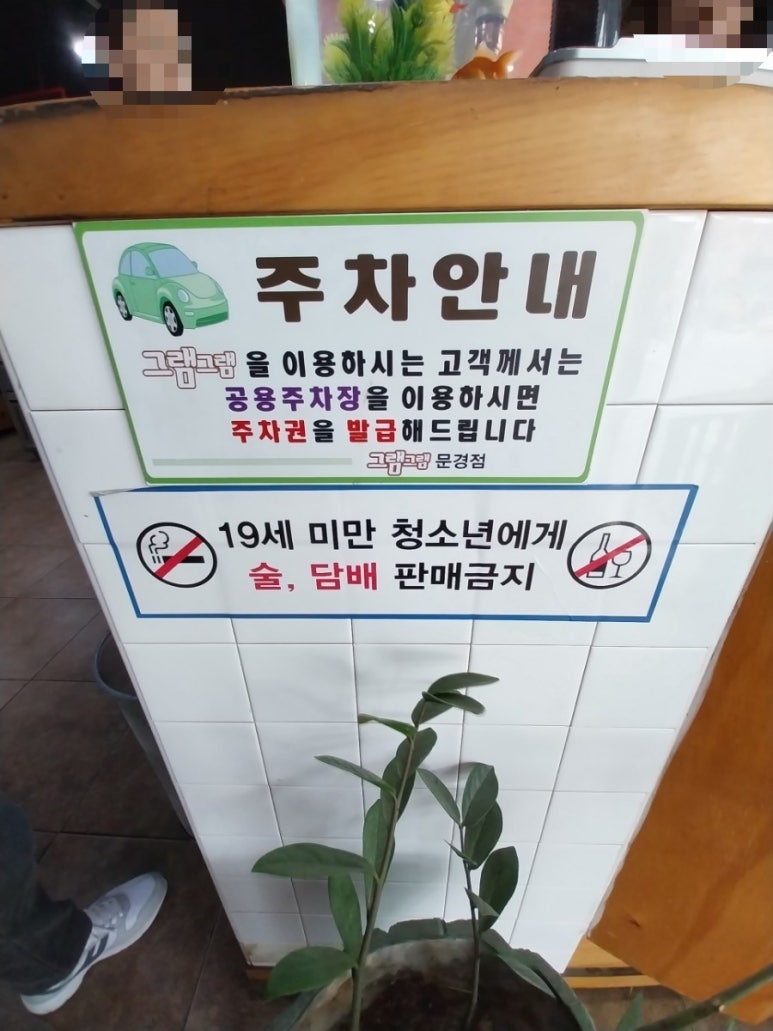 주차안내
그램그램을 이용하시는 고객께서는
공용주차장을 이용하시면
주차권을 발급해드립니다
그램그램 문경점
19세 미만 청소년에게
술, 담배 판매금지